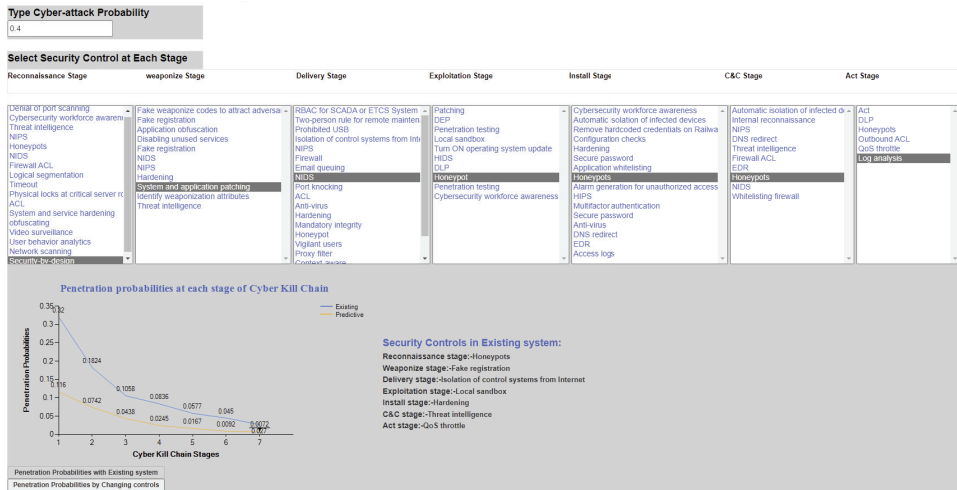 Type Cyber-attack Probability
0.4
Select Security Control at Each Stage
Reconnaissance Stage
weaponize Stage
Delivery Stage
Exploitation Stage
Install Stage
C&C Stage
Act Stage
Denial of port scanning
Cybersecurity workforce awaren
Threat intelligence
NIPS
Honeypots
NIDS
Firewall ACL
Logical segmentation
Timeout
Physical locks at critical server ro
ACL
System and service hardening
obfuscating
Video surveillance
User behavior analytics
Network scanning
Security-by-design
Fake weaponize codes to attract adversa
Fake registration
Application obfuscation
Disabling unused services
Fake registration
NIDS
NIPS
Hardening
System and application patching
Identify weaponization attributes
Threat intelligence
RBAC for SCADA or ETCS System
Two-person rule for remote mainten
Prohibited USB
Isolation of control systems from Inte
NIPS
Firewall
Email queuing
NIDS
Port knocking
ACL
Anti-virus
Hardening
Mandatory integrity
Honeypot
Vigilant users
Proxy filter
Context aware
Patching
DEP
Penetration testing
Local sandbox
Turn ON operating system update
HIDS
DLP
Honeypot
Penetration testing
Cybersecurity workforce awareness
Cybersecurity workforce awareness
Automatic solation of infected devices
Remove hardcoded credentials on Railwa
Configuration checks
Hardening
Secure password
Application whitelisting
Honeypots
Alarm generation for unauthorized access
HIPS
Multifactor authentication
Secure password
Anti-virus
DNS redirect
EDR
Access logs
Automatic isolation of infected de
Internal reconnaissance
NIPS
DNS redirect
Threat intelligence
Firewall ACL
EDR
Honeypots
NIDS
Whitelisting firewall
Act
DLP
Honeypots
Outbound ACL
QoS throttle
Log analysis
Penetration probabilities at each stage of Cyber Kill Chain
Existing
Predictive
Penetration Probabilities
0.35
0.3
0.25
0.2
0.15
0.1
0.05
0
0.32
0.1824
0.1058
0.0836
0.0577
0.045
0.027
0.116
0.0742
0.0438
0.0245
0.0167
0.0092
0.0072
1 2 3 4 5 6 7
Cyber Kill Chain Stages
Security Controls in Existing system:
Reconnaissance stage:-Honeypots
Weaponize stage:-Fake registration
Delivery stage:-Isolation of control systems from Internet
Exploitation stage:-Local sandbox
Install stage:-Hardening
C&C stage:-Threat intelligence
Act stage:-QoS throttle
Penetration Probabilities with Existing system
Penetration Probabilities by Changing controls